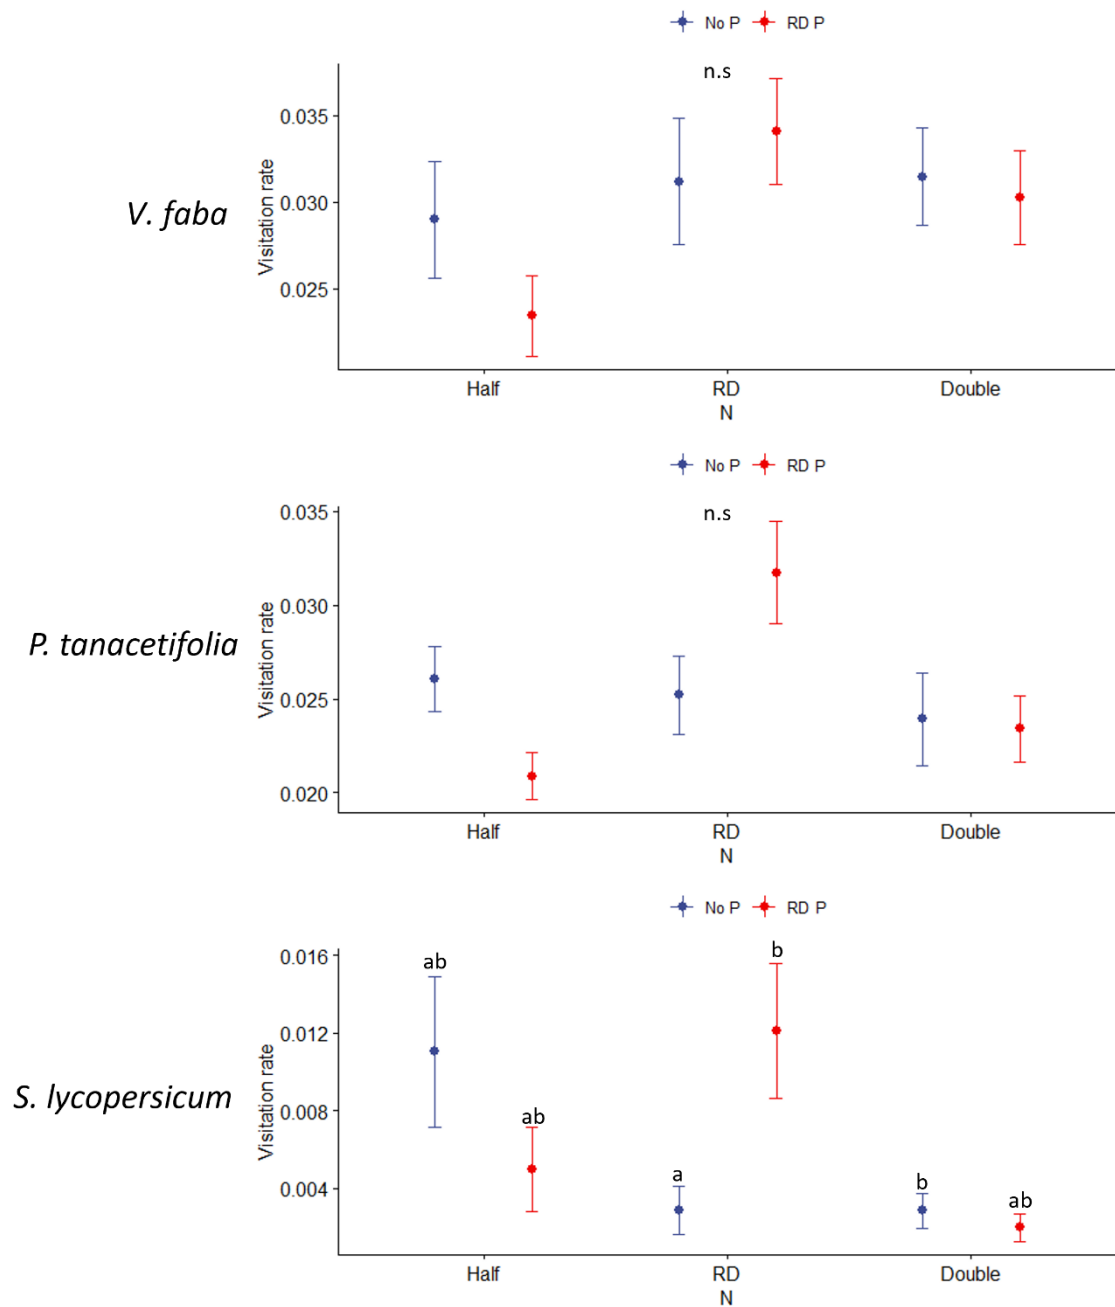 No P RD P
n.s
0.035
0.030
0.025
Visitation rate
V. faba
Half RD Double
N
No P RD P
n.s
0.035
0.030
0.025
0.020
Visitation rate
P. tanacetifolia
Half RD Double
N
No P RD P
ab b
0.016
0.012
0.008
0.004
Visitation rate
S. lycopersicum
ab
a b ab
Half RD Double
N